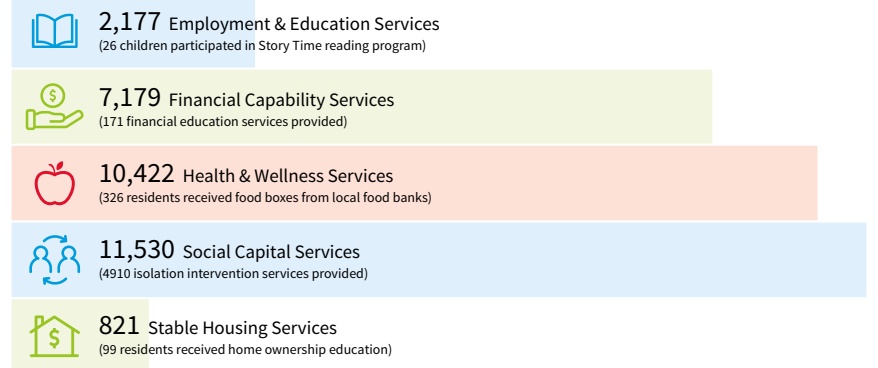 2,177 Employment & Education Services
(26 children participated in Story Time reading program)
$
7,179 Financial Capability Services
(171 financial education services provided)
10,422 Health & Wellness Services
(326 residents received food boxes from local food banks)
11,530 Social Capital Services
(4910 isolation intervention services provided)
$
821 Stable Housing Services
(99 residents received home ownership education)